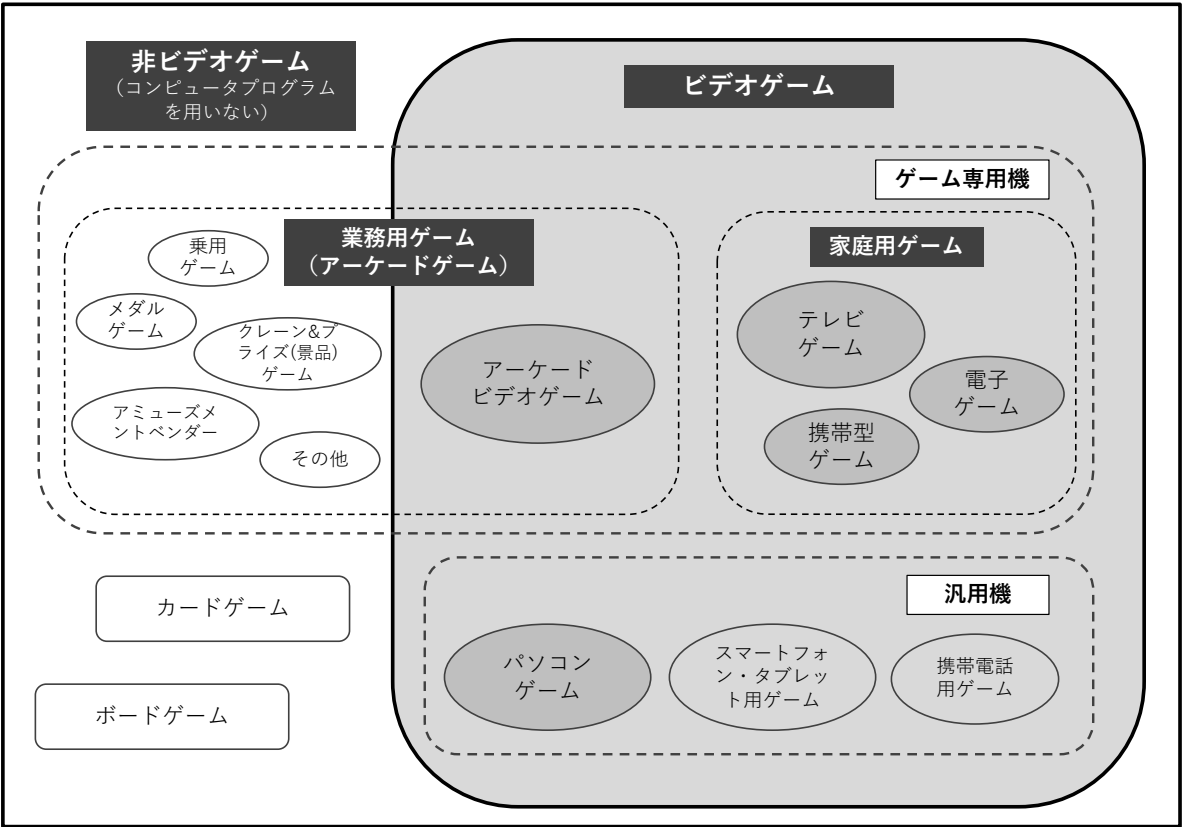 非ビデオゲーム
（コンピュータプログラム
を用いない）
ビデオゲーム
ゲーム専用機
業務用ゲーム
（アーケードゲーム）
家庭用ゲーム
乗用
ゲーム
メダル
ゲーム
クレーン&プ
ライズ(景品)
ゲーム
アミューズメ
ントベンダー
その他
アーケード
ビデオゲーム
テレビ
ゲーム
電子
ゲーム
携帯型
ゲーム
カードゲーム
ボードゲーム
汎用機
パソコン
ゲーム
スマートフォ
ン・タブレッ
ト用ゲーム
携帯電話
用ゲーム